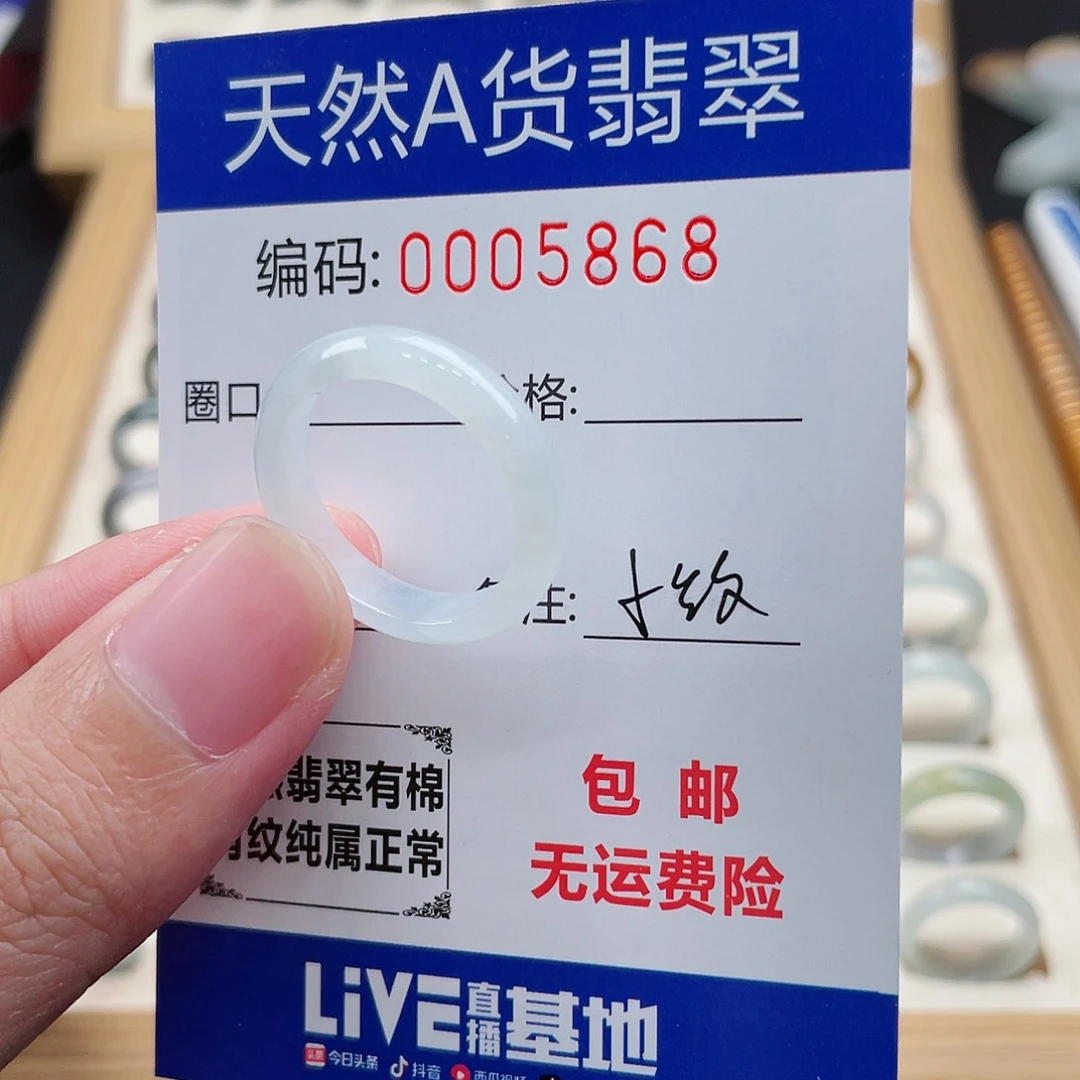 天然A货翡翠
编码: 0005868
圈口 格:
注: 小纹
翡翠有棉
纹纯属正常
包邮
无运费险
LiVE直播基地
今日头条 抖音